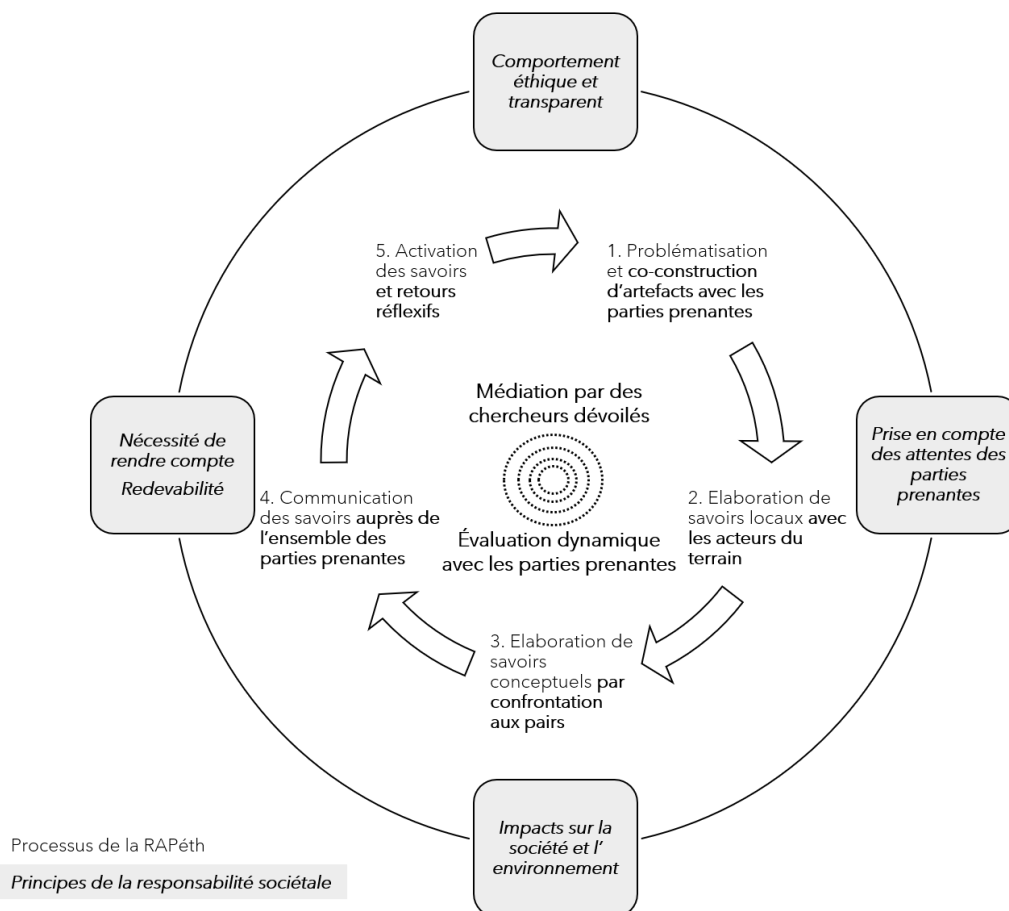 Comportement
éthique et
transparent
5. Activation
des savoirs
et retours
réflexifs
1. Problématisation
et co-construction
d'artefacts avec les
parties prenantes
Médiation par des
chercheurs dévoilés
Nécessité de
rendre compte
Redevabilité
Prise en compte
des attentes des
parties
prenantes
4. Communication
des savoirs auprès de
l'ensemble des
parties prenantes
2. Elaboration de
savoirs locaux avec
les acteurs du
terrain
Évaluation dynamique
avec les parties prenantes
3. Elaboration de
savoirs
conceptuels par
confrontation
aux pairs
Impacts sur la
société et l'
environnement
Processus de la RAPéth
Principes de la responsabilité sociétale